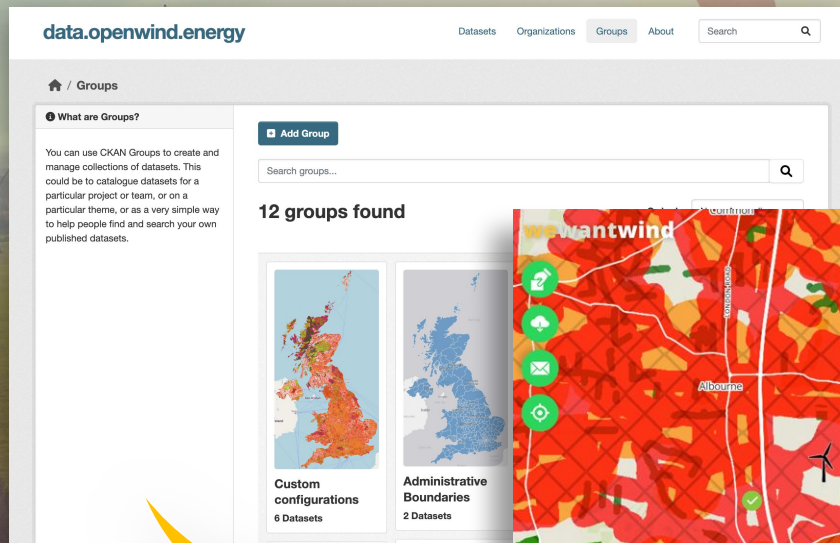 data.openwind.energy
Datasets Organizations Groups About Search
/ Groups
What are Groups?
You can use CKAN Groups to create and
manage collections of datasets. This
could be to catalogue datasets for a
particular project or team, or on a
particular theme, or as a very simple way
to help people find and search your own
published datasets.
Add Group
Search groups...
12 groups found
Custom
configurations
6 Datasets
Administrative
Boundaries
2 Datasets
wewantwind
LONDON ROAD
Albourne